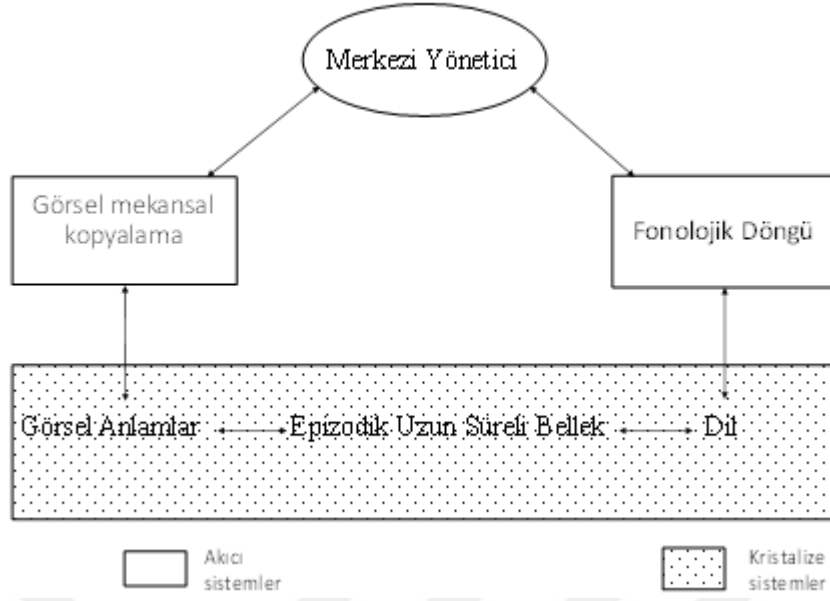 Merkezi Yönetici
Görsel mekansal
kopyalama
Fonolojik Döngü
Görsel Anlamlar
Epizodik Uzun Süreli Bellek
Dil
Akıcı
sistemler
Kristalize
sistemler